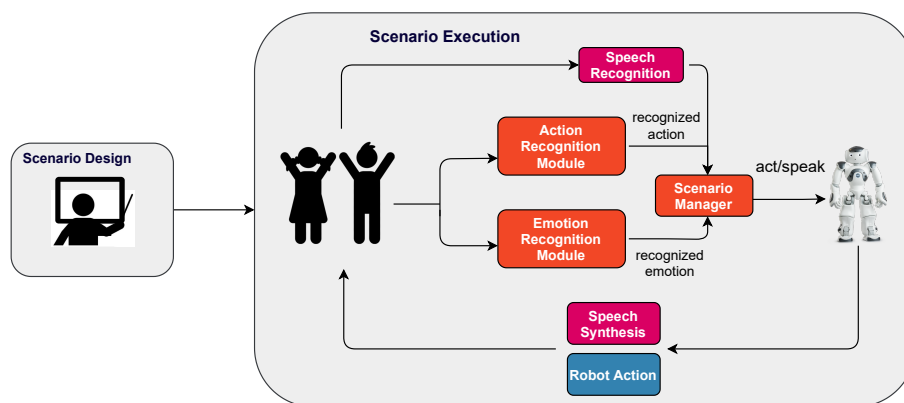 Scenario Execution
Speech
Recognition
Scenario Design
Action
Recognition
Module
recognized
action
Scenario
Manager
act/speak
Emotion
Recognition
Module
recognized
emotion
Speech
Synthesis
Robot Action